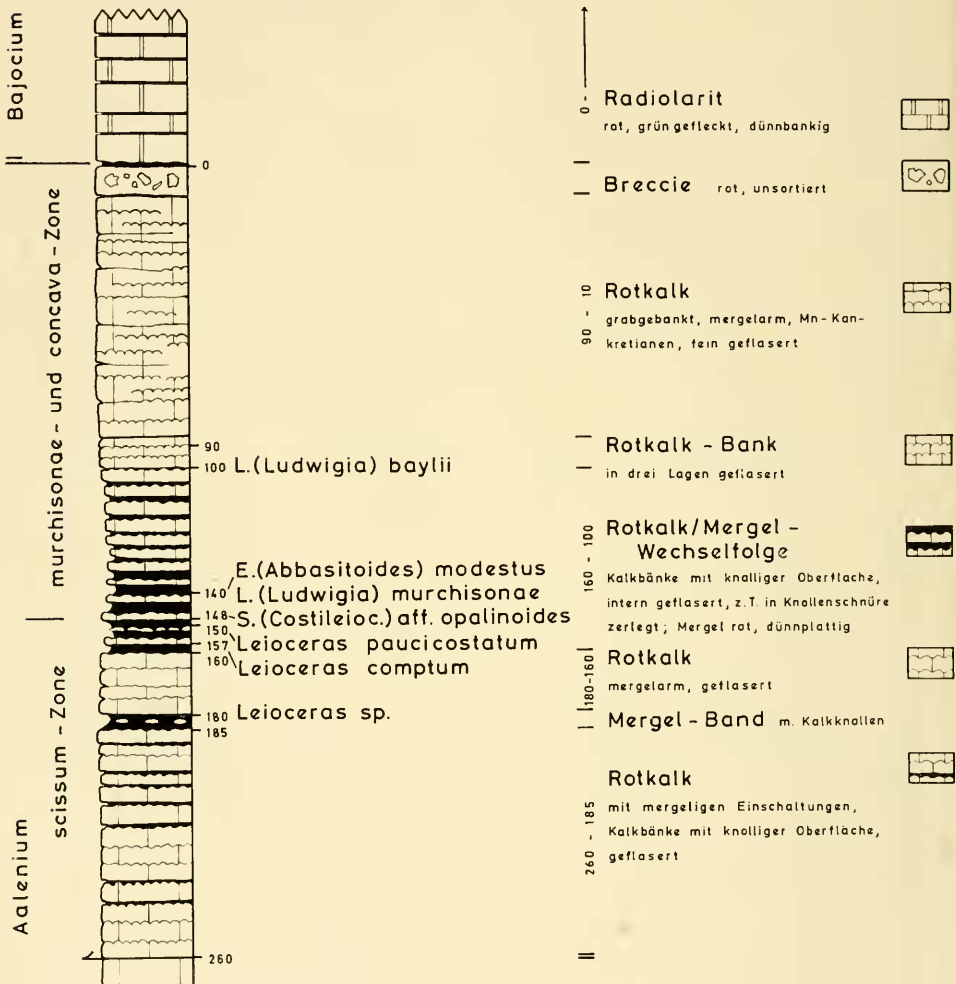 Bajocium
murchisonae - und concava - Zone
scissum - Zone
Aalenium
0
90
100 L.(Ludwigia) baylii
E.(Abbasitoides) modestus
140 L.(Ludwigia) murchisonae
148 S.(Costileioc.) aff. opalinoides
150
157 Leioceras paucicostatum
160 Leioceras comptum
180 Leioceras sp.
185
260
0 -
Radiolarit
rot, grün gefleckt, dünnbankig
Breccie rot, unsortiert
90 - 10
Rotkalk
grabgebankt, mergelarm, Mn-Kan-
kretianen, fein geflasert
Rotkalk - Bank
in drei Lagen geflasert
160 - 100
Rotkalk/Mergel -
Wechselfolge
Kalkbänke mit knolliger Oberfläche,
intern geflasert, z.T. in Knollenschnüre
zerlegt; Mergel rot, dünnplattig
180-160
Rotkalk
mergelarm, geflasert
Mergel - Band m. Kalkknollen
260 - 185
Rotkalk
mit mergeligen Einschaltungen,
Kalkbänke mit knolliger Oberfläche,
geflasert